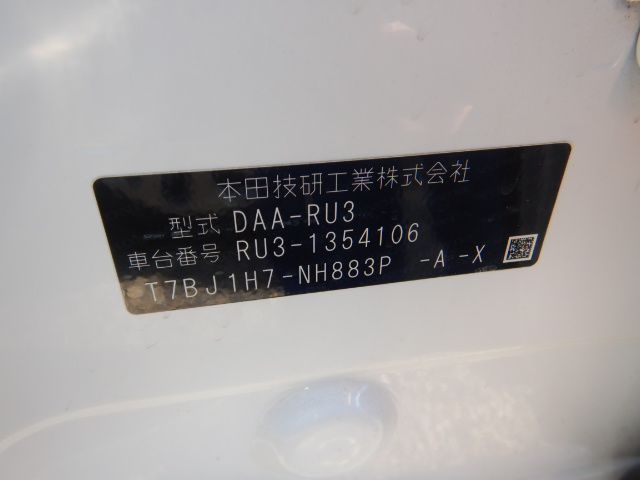 本田技研工業株式会社
型式 DAA-RU3
車台番号 RU3-1354106
T7BJ1H7-NH883P -A -X